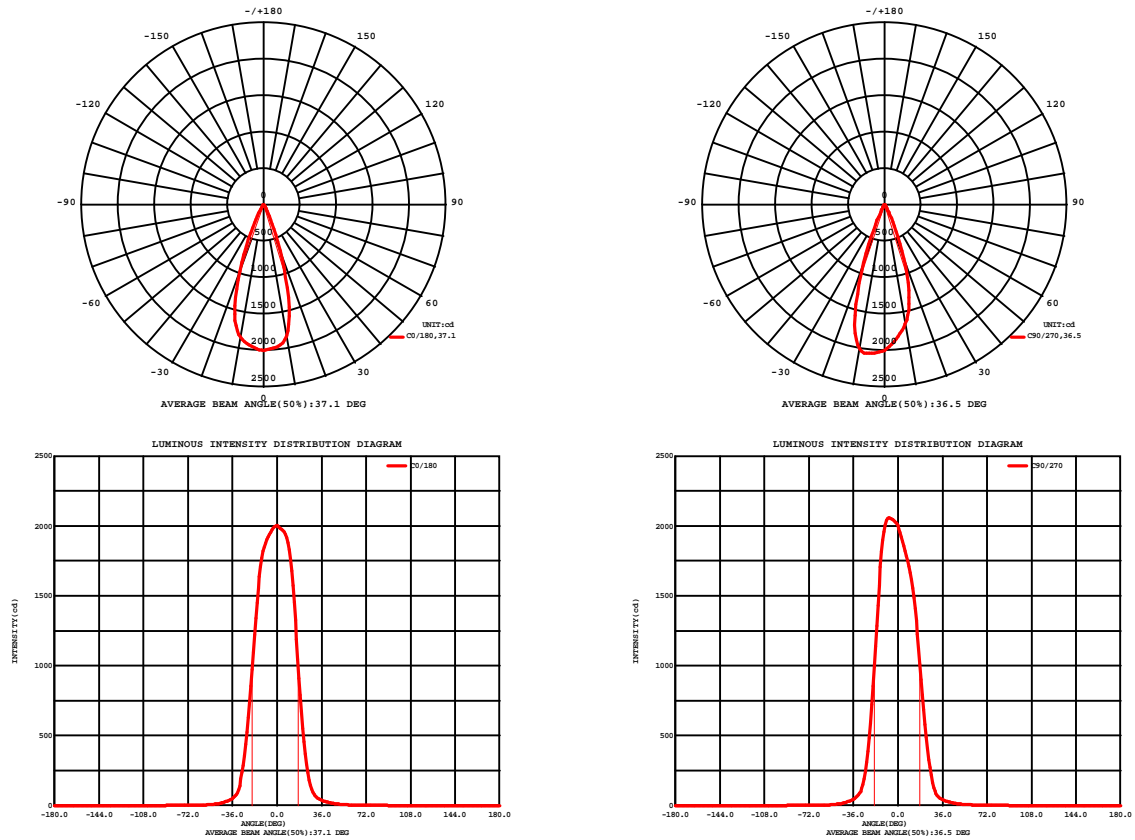 -/+180
-150
150
-120
120
0
-90
90
500
1000
-60
60
1500
UNIT:cd
C0/180,37.1
2000
-30
30
2500
0
AVERAGE BEAM ANGLE(50%):37.1 DEG
-/+180
-150
150
-120
120
0
-90
90
500
1000
-60
60
1500
UNIT:cd
C90/270,36.5
2000
-30
30
2500
0
AVERAGE BEAM ANGLE(50%):36.5 DEG
LUMINOUS INTENSITY DISTRIBUTION DIAGRAM
2500
C0/180
2000
1500
INTENSITY(cd)
1000
500
0
-180.0 -144.0 -108.0 -72.0 -36.0 0.0 36.0 72.0 108.0 144.0 180.0
ANGLE(DEG)
AVERAGE BEAM ANGLE(50%):37.1 DEG
LUMINOUS INTENSITY DISTRIBUTION DIAGRAM
2500
C90/270
2000
1500
INTENSITY(cd)
1000
500
0
-180.0 -144.0 -108.0 -72.0 -36.0 0.0 36.0 72.0 108.0 144.0 180.0
ANGLE(DEG)
AVERAGE BEAM ANGLE(50%):36.5 DEG